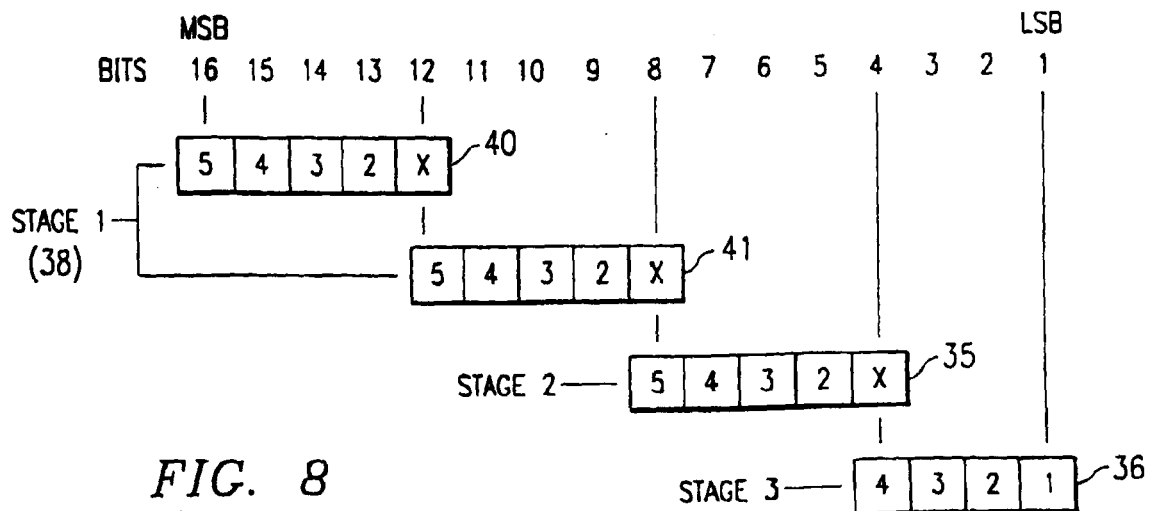 MSB LSB
BITS 16 15 14 13 12 11 10 9 8 7 6 5 4 3 2 1
5 4 3 2 X 40
STAGE 1
(38)
5 4 3 2 X 41
STAGE 2 5 4 3 2 X 35
FIG. 8
STAGE 3 4 3 2 1 36